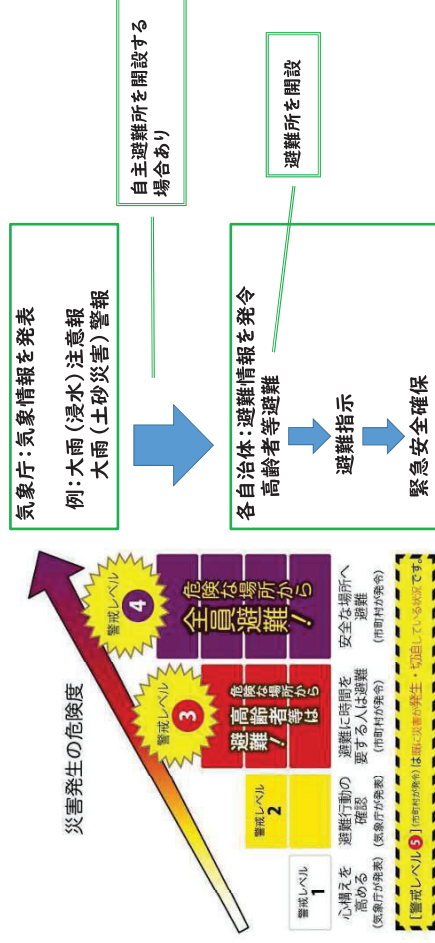 災害発生の危険度
警戒レベル
1
心構えを
高める
(気象庁が発表)
警戒レベル
2
避難行動の
確認
(気象庁が発表)
警戒レベル
3
危険な場所から
高齢者等は
避難！
避難に時間を
要する人は避難
(市町村が発令)
警戒レベル
4
危険な場所から
全員避難！
安全な場所へ
避難
(市町村が発令)
[警戒レベル5](市町村が発令)は既に災害が発生・切迫している状況です。
気象庁：気象情報を発表
例：大雨（浸水）注意報
大雨（土砂災害）警報
自主避難所を開設する
場合あり
各自治体：避難情報を発令
高齢者等避難
避難指示
緊急安全確保
避難所を開設